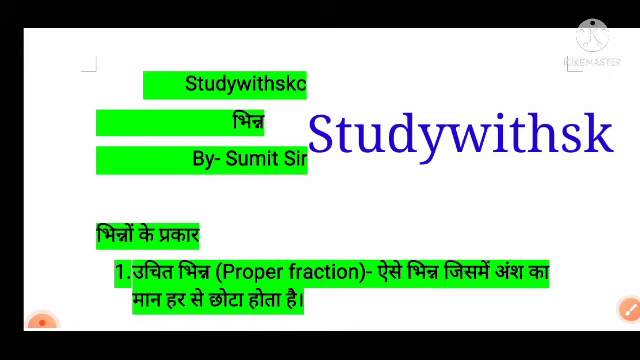 KINEMASTER
Studywithskc
भिन्न
By- Sumit Sir
Studywithsk
भिन्नों के प्रकार
1. उचित भिन्न (Proper fraction)- ऐसे भिन्न जिसमें अंश का
मान हर से छोटा होता है।